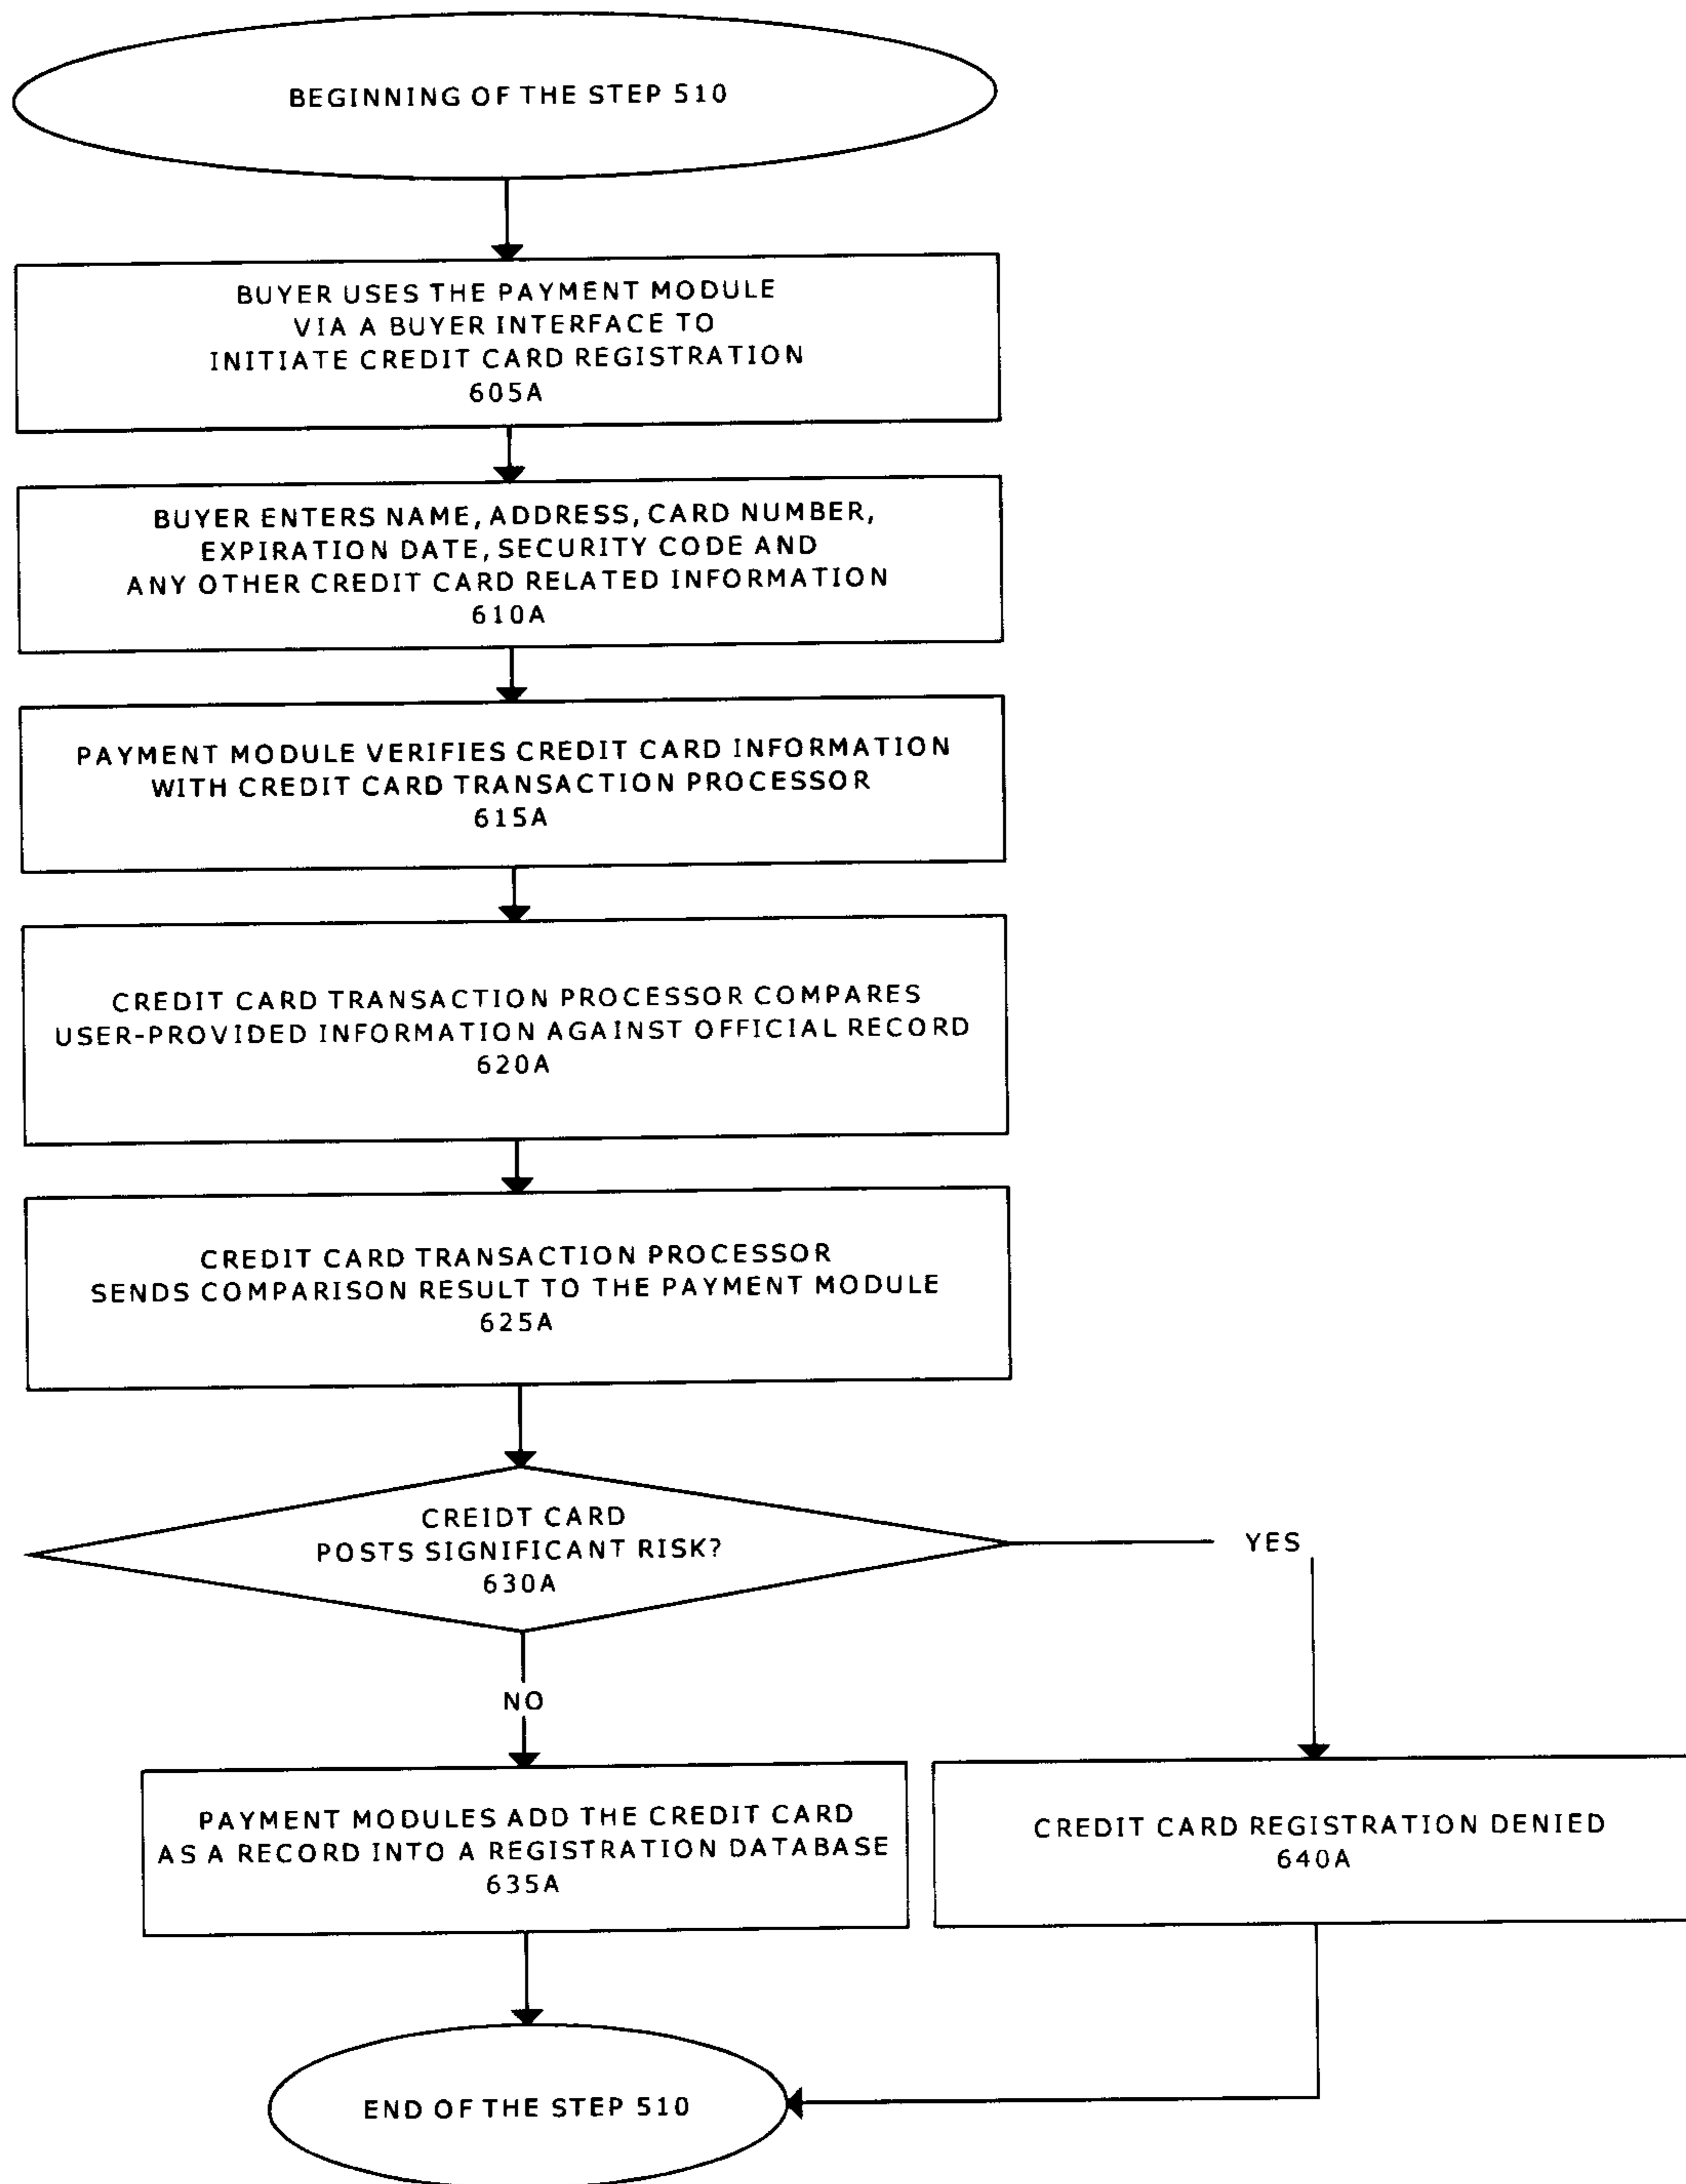 BEGINNING OF THE STEP 510
BUYER USES THE PAYMENT MODULE
VIA A BUYER INTERFACE TO
INITIATE CREDIT CARD REGISTRATION
605A
BUYER ENTERS NAME, ADDRESS, CARD NUMBER,
EXPIRATION DATE, SECURITY CODE AND
ANY OTHER CREDIT CARD RELATED INFORMATION
610A
PAYMENT MODULE VERIFIES CREDIT CARD INFORMATION
WITH CREDIT CARD TRANSACTION PROCESSOR
615A
CREDIT CARD TRANSACTION PROCESSOR COMPARES
USER-PROVIDED INFORMATION AGAINST OFFICIAL RECORD
620A
CREDIT CARD TRANSACTION PROCESSOR
SENDS COMPARISON RESULT TO THE PAYMENT MODULE
625A
CREIDT CARD
POSTS SIGNIFICANT RISK?
630A
YES
NO
PAYMENT MODULES ADD THE CREDIT CARD
AS A RECORD INTO A REGISTRATION DATABASE
635A
CREDIT CARD REGISTRATION DENIED
640A
END OF THE STEP 510